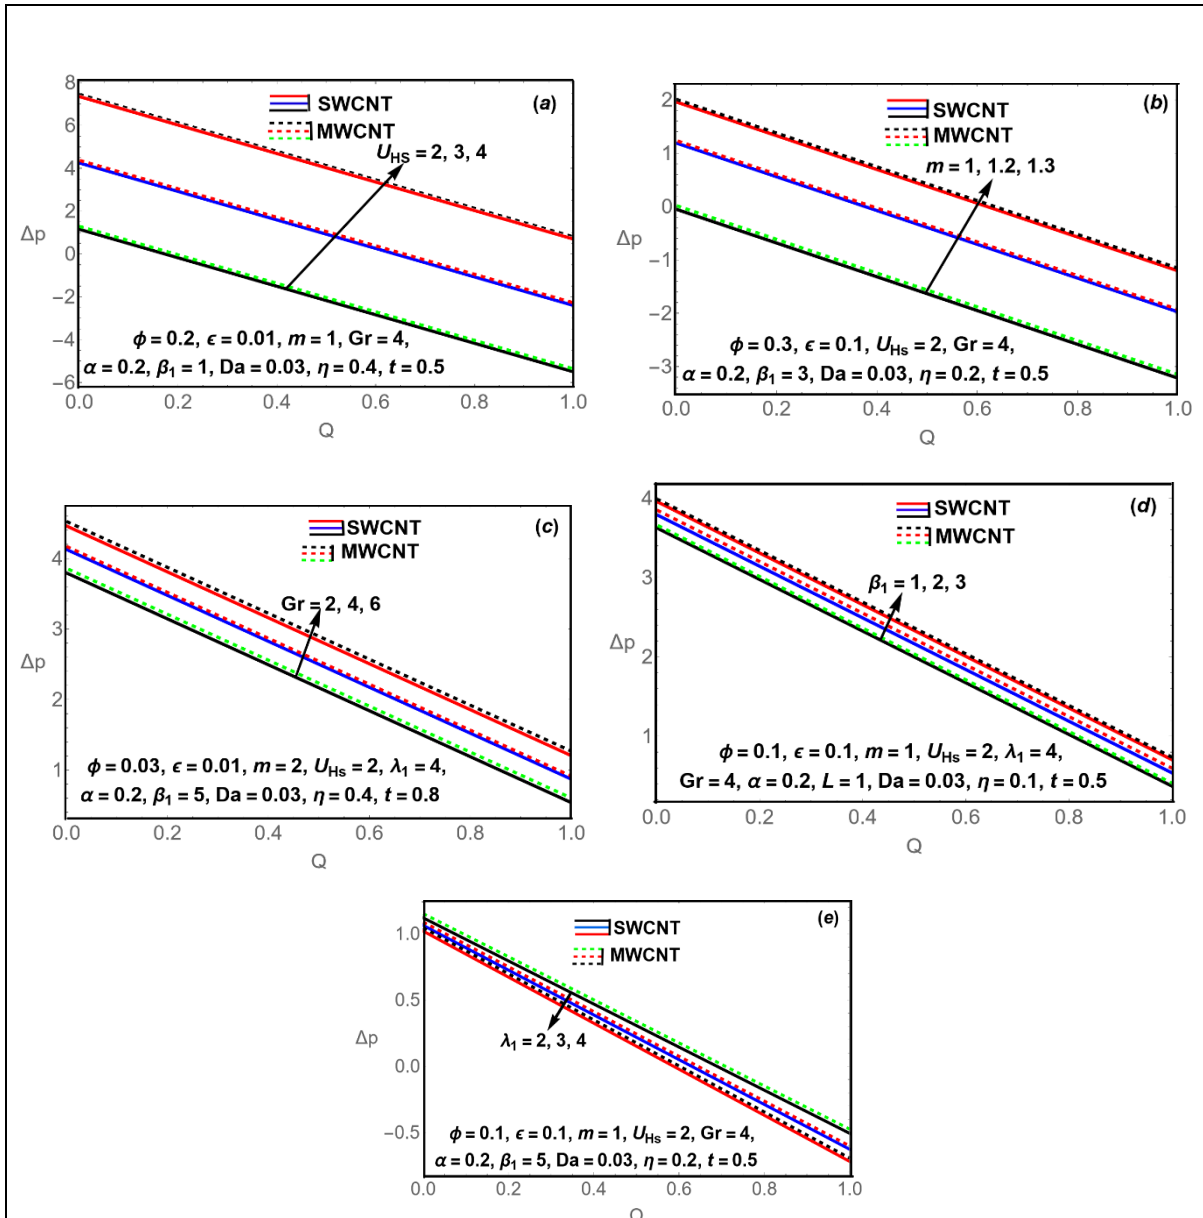 (a)
SWCNT
MWCNT
U_HS = 2, 3, 4
ϕ = 0.2, ϵ = 0.01, m = 1, Gr = 4,
α = 0.2, β₁ = 1, Da = 0.03, η = 0.4, t = 0.5
8
6
4
2
0
−2
−4
−6
Δp
0.0 0.2 0.4 0.6 0.8 1.0
Q
(b)
SWCNT
MWCNT
m = 1, 1.2, 1.3
ϕ = 0.3, ϵ = 0.1, U_Hs = 2, Gr = 4,
α = 0.2, β₁ = 3, Da = 0.03, η = 0.2, t = 0.5
2
1
0
−1
−2
−3
Δp
0.0 0.2 0.4 0.6 0.8 1.0
Q
(c)
SWCNT
MWCNT
Gr = 2, 4, 6
ϕ = 0.03, ϵ = 0.01, m = 2, U_Hs = 2, λ₁ = 4,
α = 0.2, β₁ = 5, Da = 0.03, η = 0.4, t = 0.8
4
3
2
1
Δp
0.0 0.2 0.4 0.6 0.8 1.0
Q
(d)
SWCNT
MWCNT
β₁ = 1, 2, 3
ϕ = 0.1, ϵ = 0.1, m = 1, U_Hs = 2, λ₁ = 4,
Gr = 4, α = 0.2, L = 1, Da = 0.03, η = 0.1, t = 0.5
4
3
2
1
Δp
0.0 0.2 0.4 0.6 0.8 1.0
Q
(e)
SWCNT
MWCNT
λ₁ = 2, 3, 4
ϕ = 0.1, ϵ = 0.1, m = 1, U_Hs = 2, Gr = 4,
α = 0.2, β₁ = 5, Da = 0.03, η = 0.2, t = 0.5
1.0
0.5
0.0
−0.5
Δp
0.0 0.2 0.4 0.6 0.8 1.0
Q